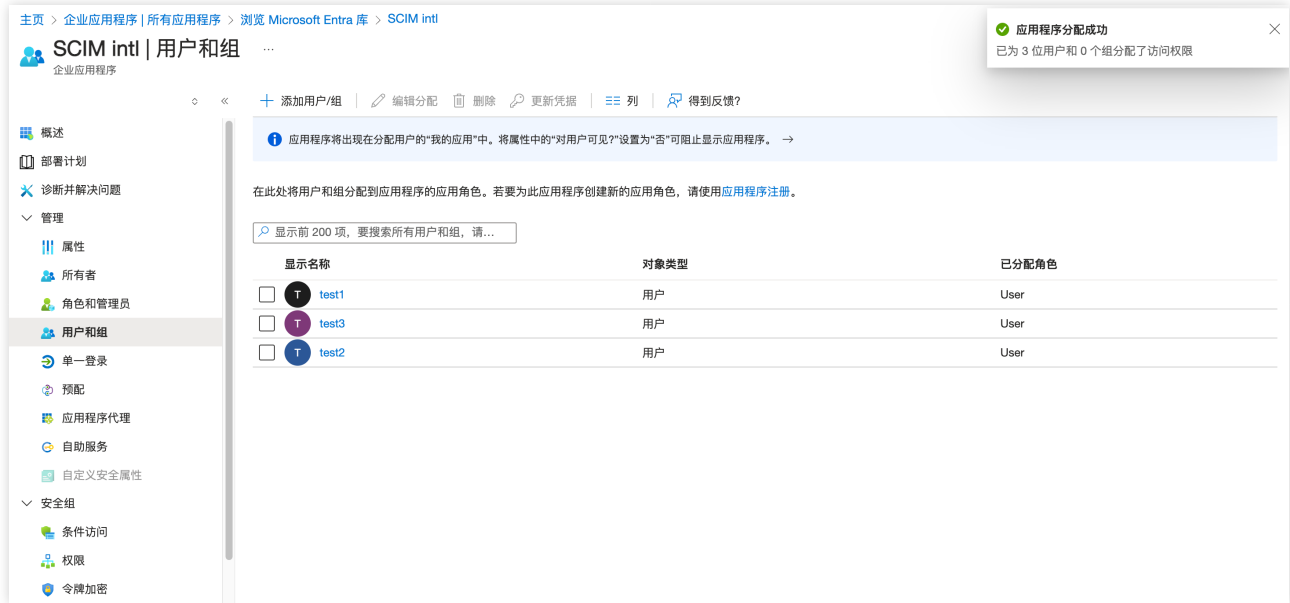 主页 > 企业应用程序 | 所有应用程序 > 浏览 Microsoft Entra 库 > SCIM intl
SCIM intl | 用户和组 ...
企业应用程序
应用程序分配成功
已为 3 位用户和 0 个组分配了访问权限
添加用户/组 编辑分配 删除 更新凭据 列 得到反馈?
应用程序将出现在分配用户的“我的应用”中。将属性中的“对用户可见?”设置为“否”可阻止显示应用程序。 →
在此处将用户和组分配到应用程序的应用角色。若要为此应用程序创建新的应用角色，请使用应用程序注册。
显示前 200 项，要搜索所有用户和组，请...
显示名称 对象类型 已分配角色
T test1 用户 User
T test3 用户 User
T test2 用户 User
概述
部署计划
诊断并解决问题
管理
属性
所有者
角色和管理员
用户和组
单一登录
预配
应用程序代理
自助服务
自定义安全属性
安全组
条件访问
权限
令牌加密